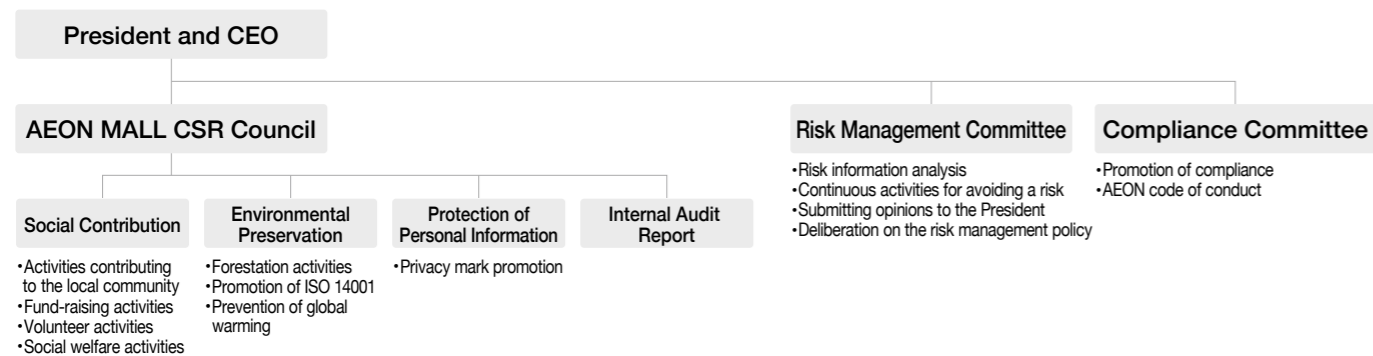 President and CEO
AEON MALL CSR Council
Risk Management Committee
Compliance Committee
•Risk information analysis
•Continuous activities for avoiding a risk
•Submitting opinions to the President
•Deliberation on the risk management policy
•Promotion of compliance
•AEON code of conduct
Social Contribution
Environmental
Preservation
Protection of
Personal Information
Internal Audit
Report
•Activities contributing
to the local community
•Fund-raising activities
•Volunteer activities
•Social welfare activities
•Forestation activities
•Promotion of ISO 14001
•Prevention of global
warming
•Privacy mark promotion